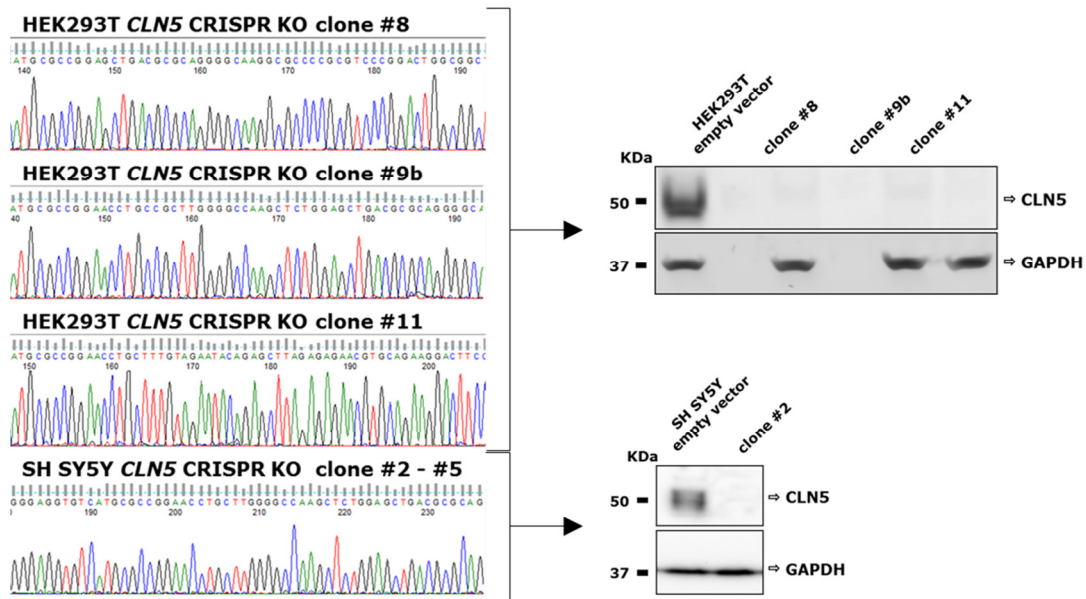 HEK293T CLN5 CRISPR KO clone #8
ATGCGCCGGAGCTGACGCGCAGGGGCAAGGCGCCCCGCGTCCCGGACTGGCGGC
140 150 160 170 180 190
HEK293T CLN5 CRISPR KO clone #9b
ATGCGCCGGAACCTGCCGCTTGGGGCCAAGCTCTGGAGCTGACGCGCAGGGGCA
40 150 160 170 180 190
HEK293T CLN5 CRISPR KO clone #11
ATGCGCCGGAACCTGCTTTGTAGAATACAGAGCTTAGAGAGAACGTGCAGAAGGACTTCC
150 160 170 180 190 200
SH SY5Y CLN5 CRISPR KO clone #2 - #5
GGGAGGTGTCATGCGCCGGAACCTGCTTGGGGCCAAGCTCTGGAGCTGACGCGCAG
190 200 210 220 230
HEK293T
empty vector
clone #8
clone #9b
clone #11
KDa
50
⇨ CLN5
37
⇨ GAPDH
SH SY5Y
empty vector
clone #2
KDa
50
⇨ CLN5
37
⇨ GAPDH